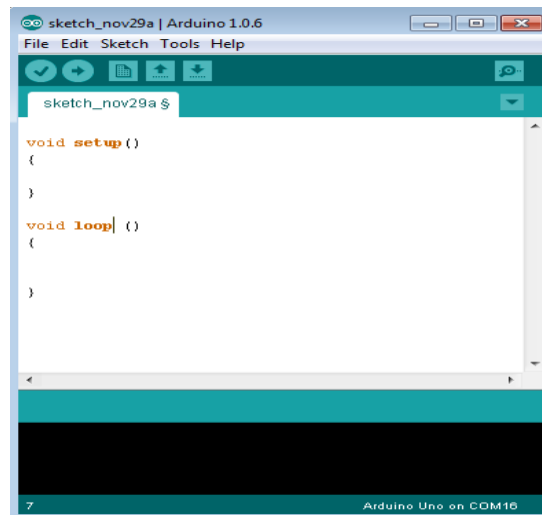 sketch_nov29a | Arduino 1.0.6
File Edit Sketch Tools Help
sketch_nov29a §
void setup()
{
}
void loop ()
{
}
7 Arduino Uno on COM16